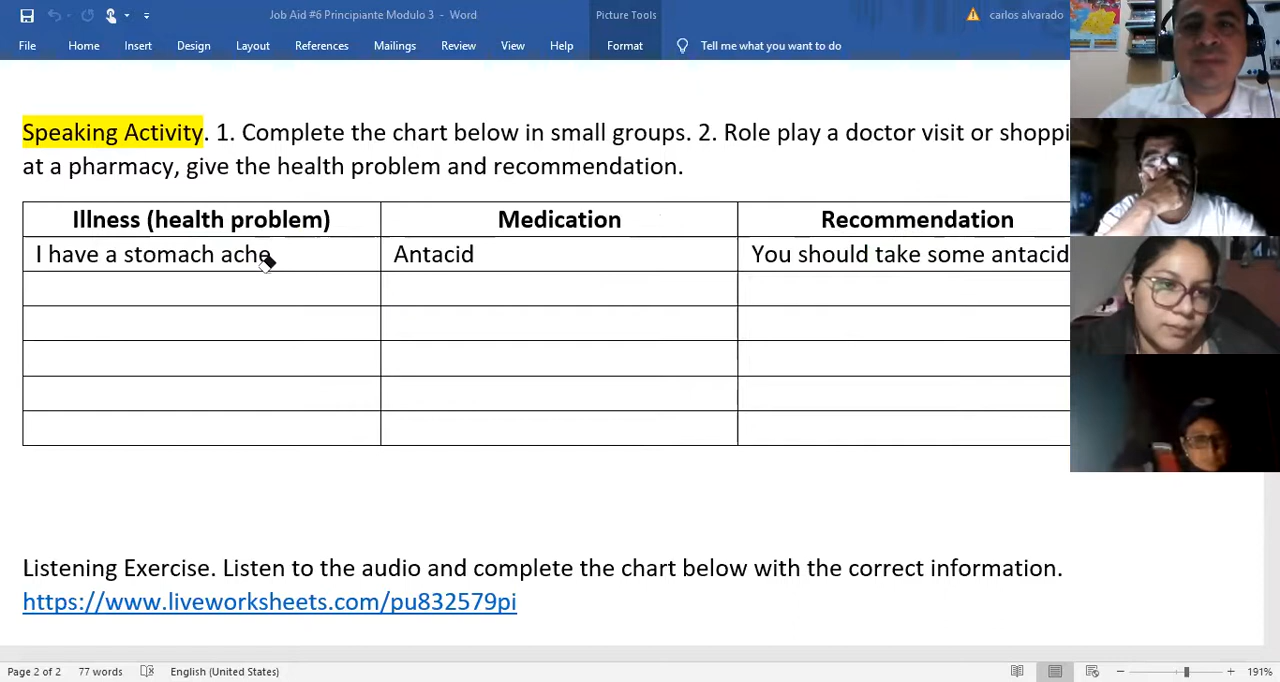 Job Aid #6 Principiante Modulo 3 - Word
Picture Tools
carlos alvarado
File Home Insert Design Layout References Mailings Review View Help Format Tell me what you want to do
Speaking Activity. 1. Complete the chart below in small groups. 2. Role play a doctor visit or shoppi
at a pharmacy, give the health problem and recommendation.
Illness (health problem) Medication Recommendation
I have a stomach ache Antacid You should take some antacid
Listening Exercise. Listen to the audio and complete the chart below with the correct information.
https://www.liveworksheets.com/pu832579pi
Page 2 of 2 77 words English (United States) 191%